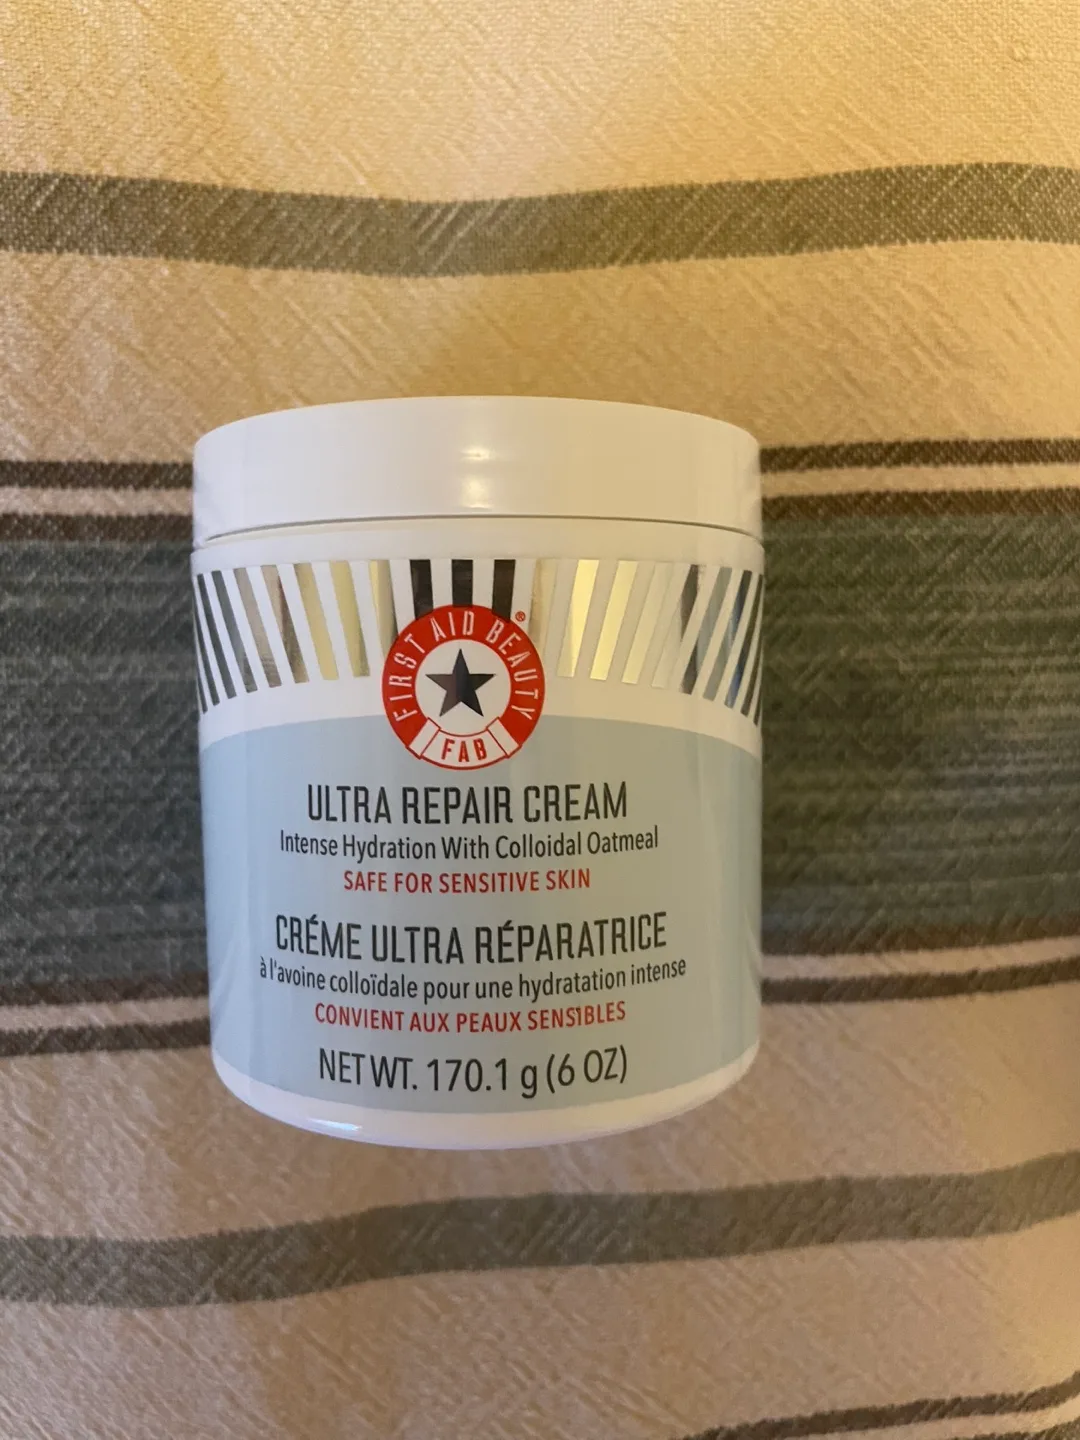 FIRST AID BEAUTY®
FAB
ULTRA REPAIR CREAM
Intense Hydration With Colloidal Oatmeal
SAFE FOR SENSITIVE SKIN
CRÉME ULTRA RÉPARATRICE
à l'avoine colloïdale pour une hydratation intense
CONVIENT AUX PEAUX SENSIBLES
NET WT. 170.1 g (6 OZ)